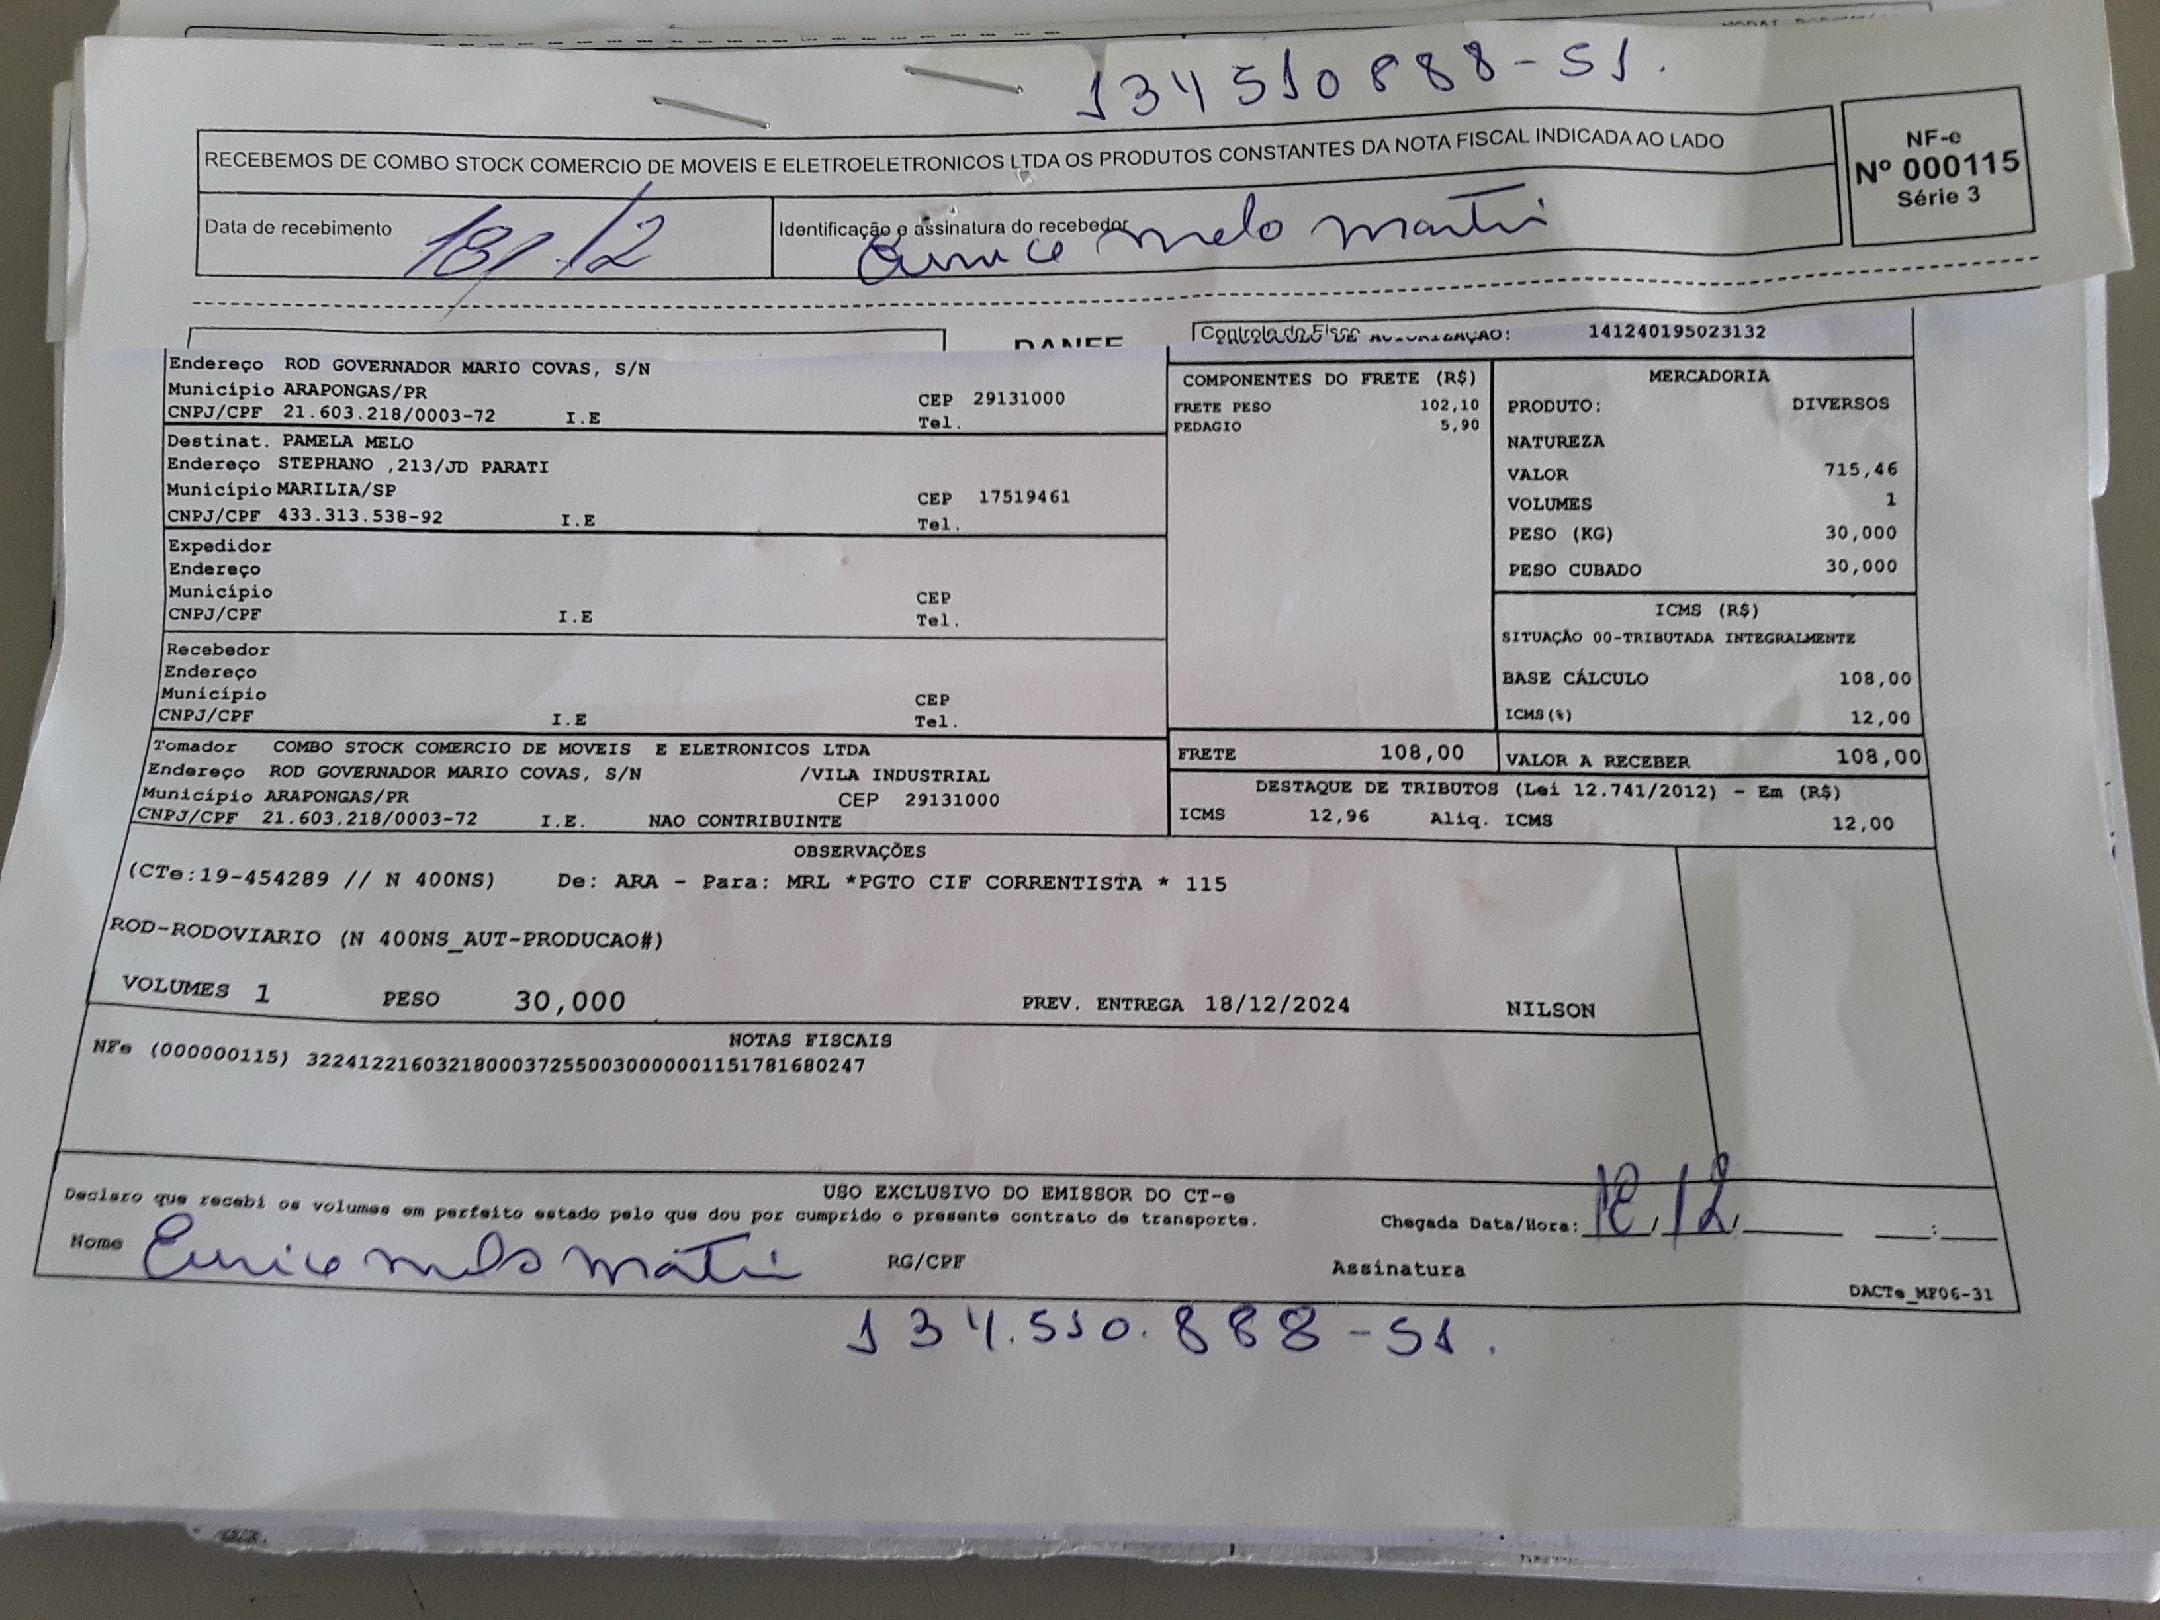 134510888-51.
RECEBEMOS DE COMBO STOCK COMERCIO DE MOVEIS E ELETROELETRONICOS LTDA OS PRODUTOS CONSTANTES DA NOTA FISCAL INDICADA AO LADO
NF-e
Nº 000115
Série 3
Data de recebimento 18/12
Identificação e assinatura do recebedor
Eunice Melo Martin
DANFE
Controle do Fisco
AUTORIZAÇÃO: 141240195023132
Endereço ROD GOVERNADOR MARIO COVAS, S/N
Município ARAPONGAS/PR CEP 29131000
CNPJ/CPF 21.603.218/0003-72 I.E Tel.
Destinat. PAMELA MELO
Endereço STEPHANO ,213/JD PARATI
Município MARILIA/SP CEP 17519461
CNPJ/CPF 433.313.538-92 I.E Tel.
Expedidor
Endereço
Município CEP
CNPJ/CPF I.E Tel.
Recebedor
Endereço
Município CEP
CNPJ/CPF I.E Tel.
Tomador COMBO STOCK COMERCIO DE MOVEIS E ELETRONICOS LTDA
Endereço ROD GOVERNADOR MARIO COVAS, S/N /VILA INDUSTRIAL
Município ARAPONGAS/PR CEP 29131000
CNPJ/CPF 21.603.218/0003-72 I.E. NAO CONTRIBUINTE
COMPONENTES DO FRETE (R$)
FRETE PESO 102,10
PEDAGIO 5,90
FRETE 108,00
MERCADORIA
PRODUTO: DIVERSOS
NATUREZA
VALOR 715,46
VOLUMES 1
PESO (KG) 30,000
PESO CUBADO 30,000
ICMS (R$)
SITUAÇÃO 00-TRIBUTADA INTEGRALMENTE
BASE CÁLCULO 108,00
ICMS(%) 12,00
VALOR A RECEBER 108,00
DESTAQUE DE TRIBUTOS (Lei 12.741/2012) - Em (R$)
ICMS 12,96 Aliq. ICMS 12,00
OBSERVAÇÕES
(CTe:19-454289 // N 400NS) De: ARA - Para: MRL *PGTO CIF CORRENTISTA * 115
ROD-RODOVIARIO (N 400NS_AUT-PRODUCAO#)
VOLUMES 1 PESO 30,000 PREV. ENTREGA 18/12/2024 NILSON
NOTAS FISCAIS
NFe (000000115) 32241221603218000372550030000001151781680247
USO EXCLUSIVO DO EMISSOR DO CT-e
Declaro que recebi os volumes em perfeito estado pelo que dou por cumprido o presente contrato de transporte.
Chegada Data/Hora: 18/12/ :
Nome Eunice Melo Martin RG/CPF Assinatura
DACTe_MF06-31
134.510.888-51.